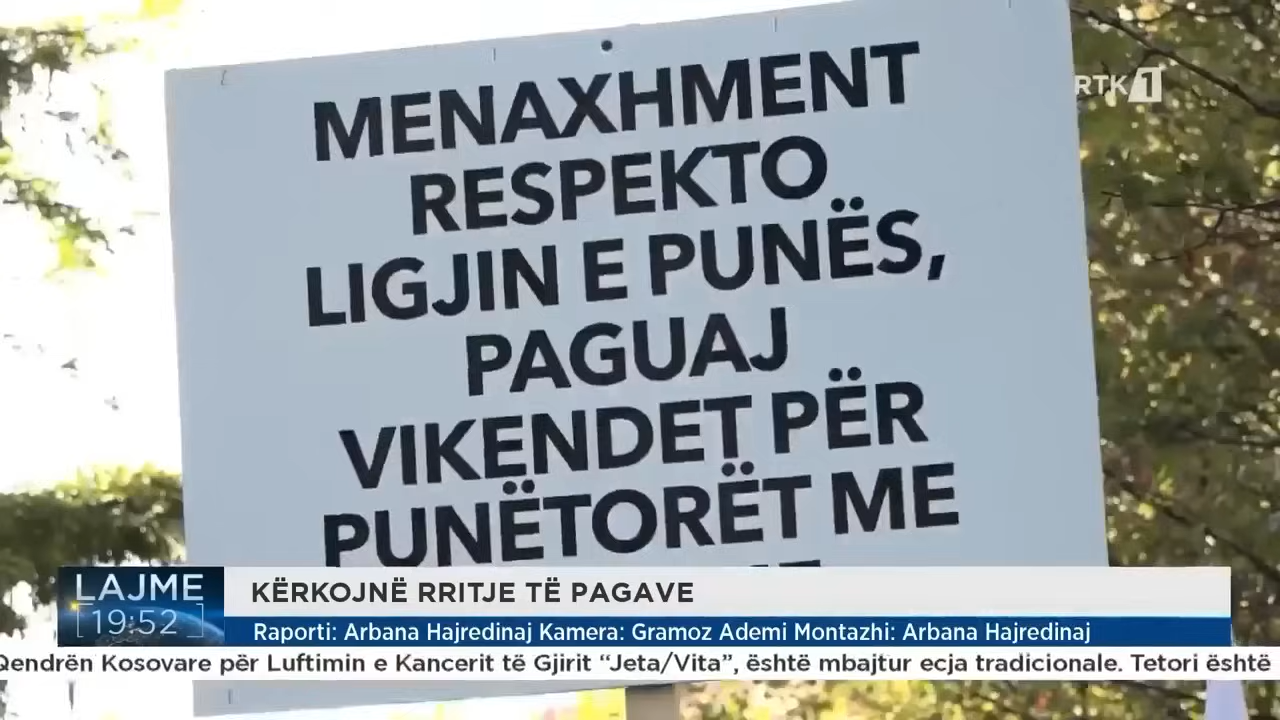 MENAXHMENT
RESPEKTO
LIGJIN E PUNËS,
PAGUAJ
VIKENDET PËR
PUNËTORËT ME
RTK1
LAJME
19:52
KËRKOJNË RRITJE TË PAGAVE
Raporti: Arbana Hajredinaj Kamera: Gramoz Ademi Montazhi: Arbana Hajredinaj
Qendrën Kosovare për Luftimin e Kancerit të Gjirit “Jeta/Vita”, është mbajtur ecja tradicionale. Tetori është